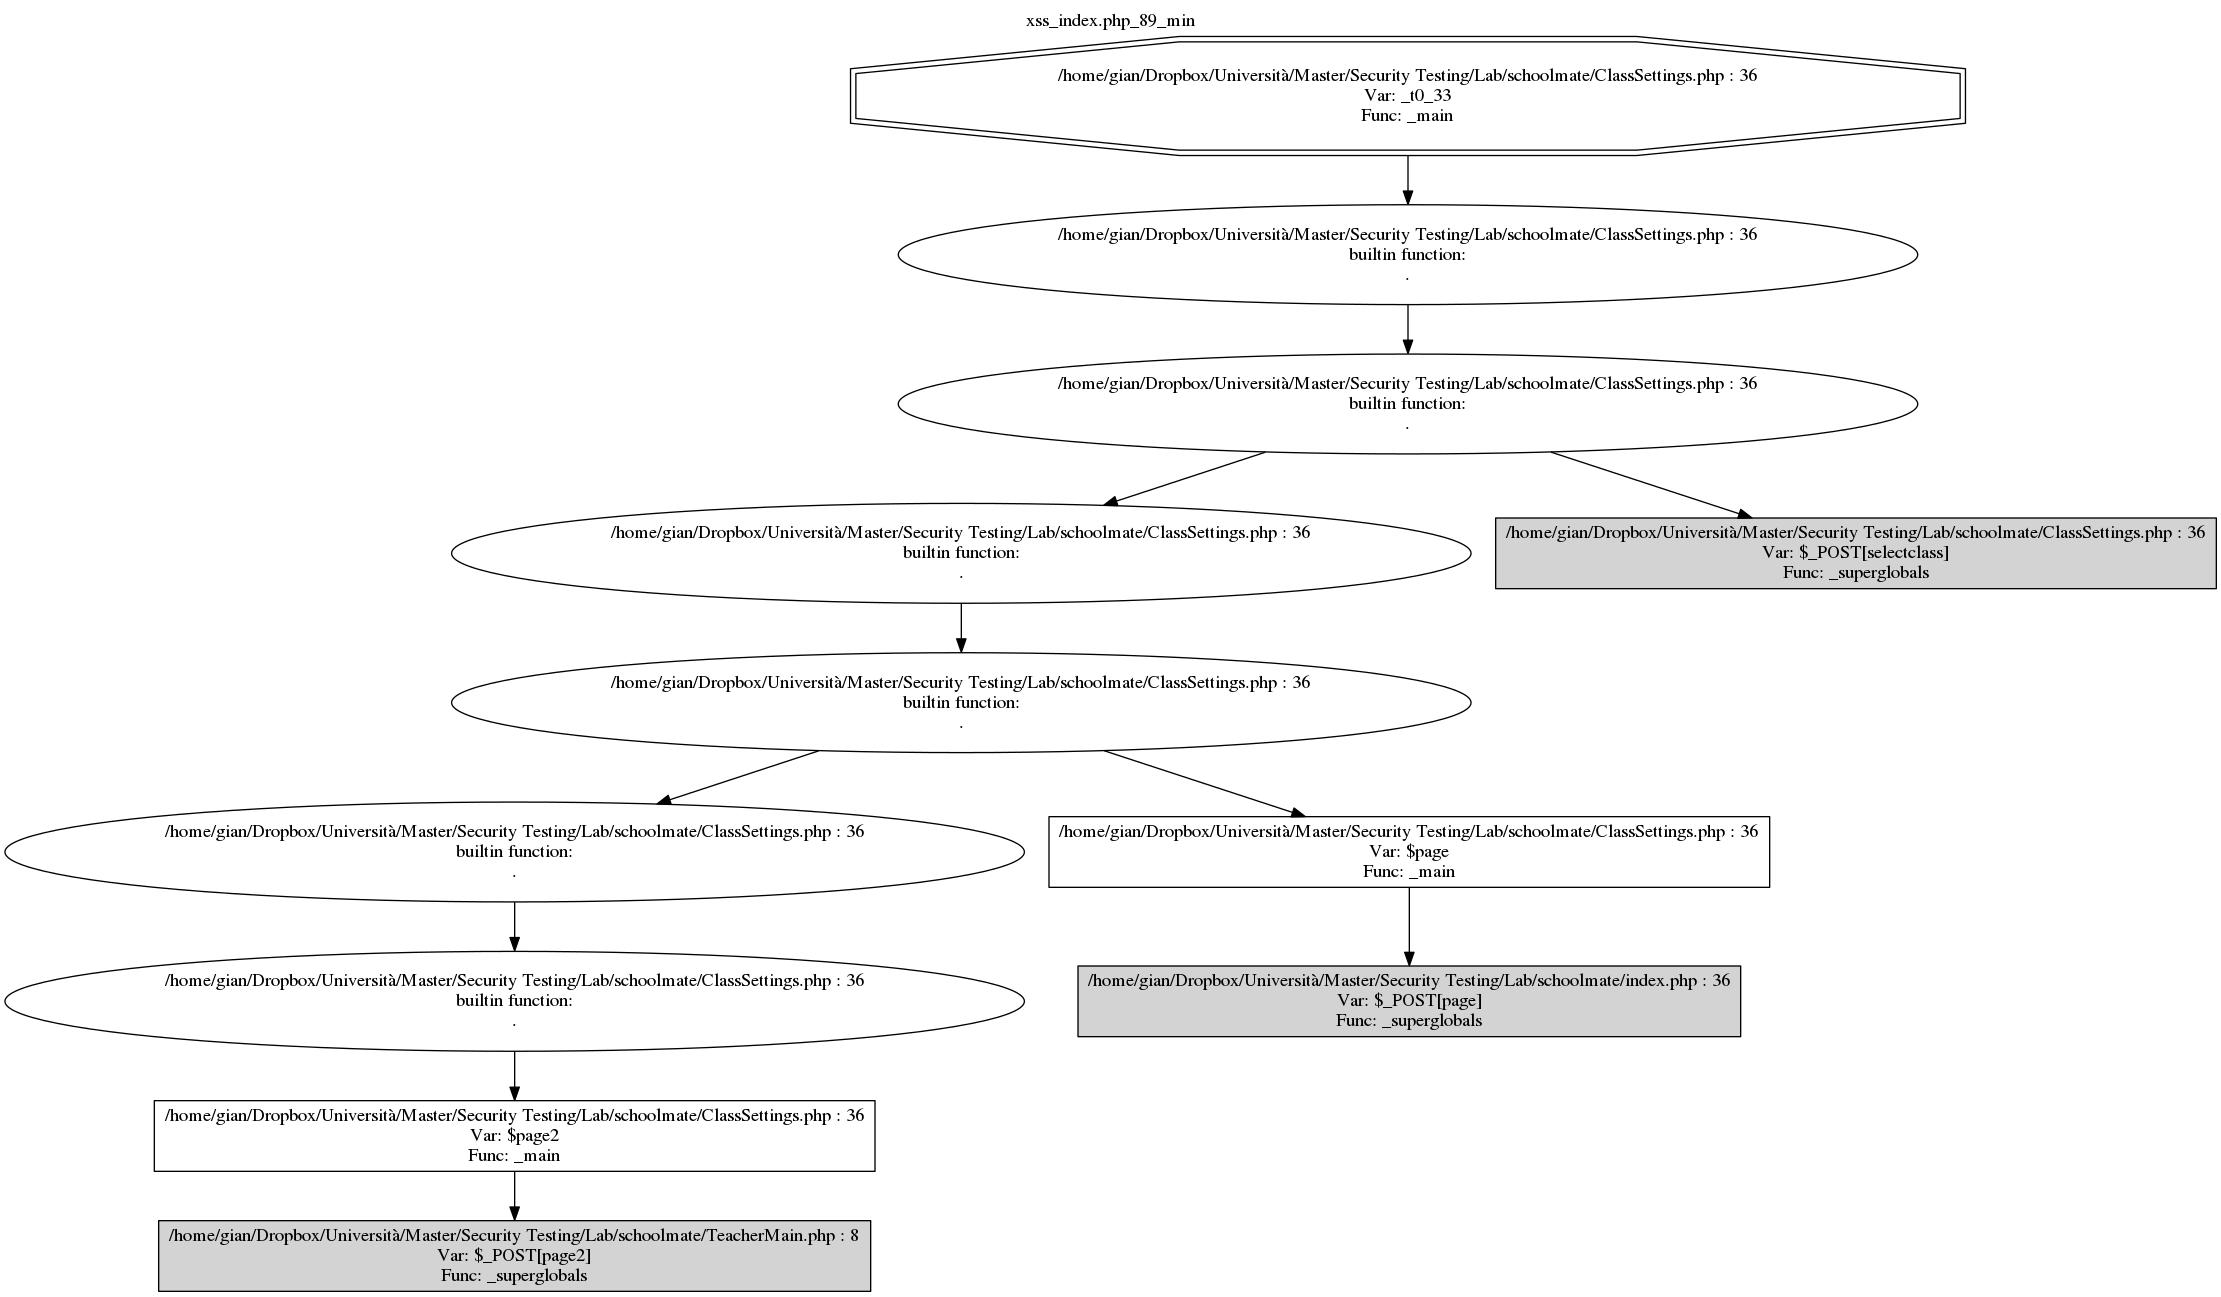 xss_index.php_89_min
/home/gian/Dropbox/Università/Master/Security Testing/Lab/schoolmate/ClassSettings.php : 36
Var: _t0_33
Func: _main
/home/gian/Dropbox/Università/Master/Security Testing/Lab/schoolmate/ClassSettings.php : 36
builtin function:
.
/home/gian/Dropbox/Università/Master/Security Testing/Lab/schoolmate/ClassSettings.php : 36
builtin function:
.
/home/gian/Dropbox/Università/Master/Security Testing/Lab/schoolmate/ClassSettings.php : 36
builtin function:
.
/home/gian/Dropbox/Università/Master/Security Testing/Lab/schoolmate/ClassSettings.php : 36
Var: $_POST[selectclass]
Func: _superglobals
/home/gian/Dropbox/Università/Master/Security Testing/Lab/schoolmate/ClassSettings.php : 36
builtin function:
.
/home/gian/Dropbox/Università/Master/Security Testing/Lab/schoolmate/ClassSettings.php : 36
builtin function:
.
/home/gian/Dropbox/Università/Master/Security Testing/Lab/schoolmate/ClassSettings.php : 36
Var: $page
Func: _main
/home/gian/Dropbox/Università/Master/Security Testing/Lab/schoolmate/ClassSettings.php : 36
builtin function:
.
/home/gian/Dropbox/Università/Master/Security Testing/Lab/schoolmate/index.php : 36
Var: $_POST[page]
Func: _superglobals
/home/gian/Dropbox/Università/Master/Security Testing/Lab/schoolmate/ClassSettings.php : 36
Var: $page2
Func: _main
/home/gian/Dropbox/Università/Master/Security Testing/Lab/schoolmate/TeacherMain.php : 8
Var: $_POST[page2]
Func: _superglobals